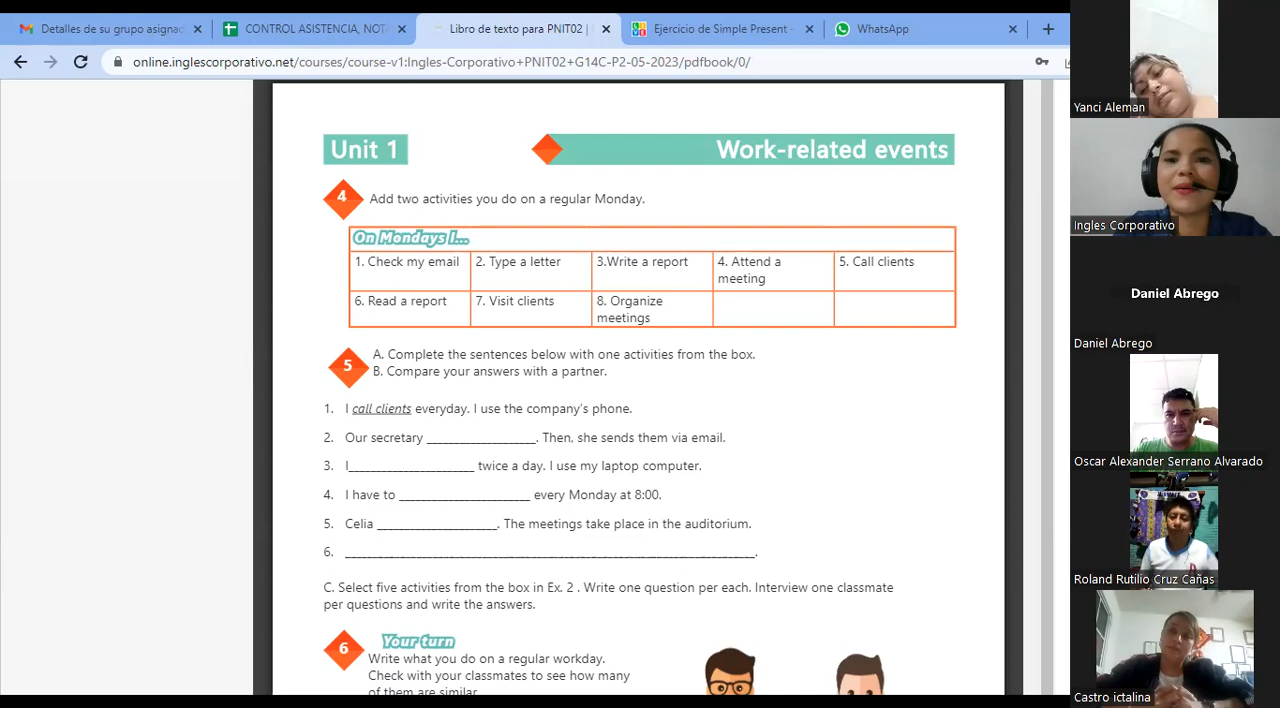 Detalles de su grupo asignad
CONTROL ASISTENCIA, NOT
Libro de texto para PNIT02 |
Ejercicio de Simple Present -
WhatsApp
online.inglescorporativo.net/courses/course-v1:Ingles-Corporativo+PNIT02+G14C-P2-05-2023/pdfbook/0/
Unit 1
Work-related events
4 Add two activities you do on a regular Monday.
On Mondays I...
1. Check my email 2. Type a letter 3.Write a report 4. Attend a meeting 5. Call clients
6. Read a report 7. Visit clients 8. Organize meetings
5
A. Complete the sentences below with one activities from the box.
B. Compare your answers with a partner.
1. I call clients everyday. I use the company's phone.
2. Our secretary ____________________. Then, she sends them via email.
3. I_______________________ twice a day. I use my laptop computer.
4. I have to ________________________ every Monday at 8:00.
5. Celia ______________________. The meetings take place in the auditorium.
6. ___________________________________________________________________________.
C. Select five activities from the box in Ex. 2 . Write one question per each. Interview one classmate
per questions and write the answers.
6 Your turn
Write what you do on a regular workday.
Check with your classmates to see how many
of them are similar
Yanci Aleman
Ingles Corporativo
Daniel Abrego
Daniel Abrego
Oscar Alexander Serrano Alvarado
Roland Rutilio Cruz Cañas
Castro ictalina